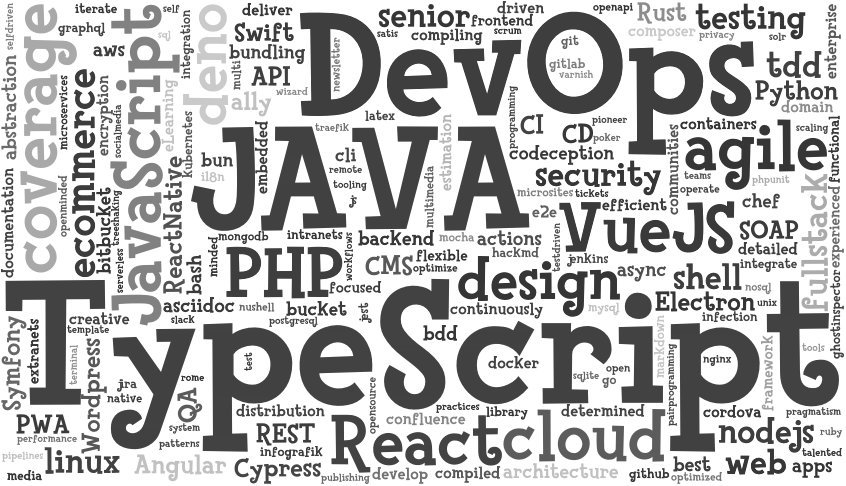 iterate
self
deliver
senior
driven
openapi
Rust
testing
selfdriven
graphql
sql
Swift
satis
frontend
scrum
git
composer
privacy
enterprise
coverage
aws
JavaScript
integration
deno
bundling
multi
newsletter
compiling
DevOps
gitlab
varnish
solr
tdd
API
wizard
Python
abstraction
microservices
ecommerce
encryption
socialmedia
eLearning
kubernetes
a11y
latex
traefik
estimation
programming
CI
CD
pioneer
poker
containers
domain
scaling
functional
bun
i18n
embedded
JAVA
cli
remote
tooling
js
multimedia
codeception
security
communities
agile
teams
operate
phpunit
documentation
openminded
bitbucket
treeshaking
serverless
ReactNative
bash
minded
mongodb
intranets
workflows
backend
mocha
actions
microsites
tickets
e2e
efficient
VueJS
chef
SOAP
fullstack
experienced
detailed
integrate
PHP
focused
CMS
flexible
optimize
hackmd
testdriven
jenkins
async
design
shell
nosql
unix
Electron
infection
ghostinspector
asciidoc
nushell
bucket
jest
slack
postgresql
continuously
mysql
TypeScript
Symfony
extranets
creative
template
terminal
Wordpress
test
bdd
docker
sqlite
open
go
markdown
pairprogramming
nginx
framework
tools
jira
native
rome
QA
system
patterns
PWA
performance
pipelines
media
linux
Angular
distribution
REST
infografik
Cypress
publishing
opensource
confluence
practices
library
determined
React
cloud
cordova
nodejs
pragmatism
ruby
talented
develop
compiled
architecture
github
best
optimized
web
apps